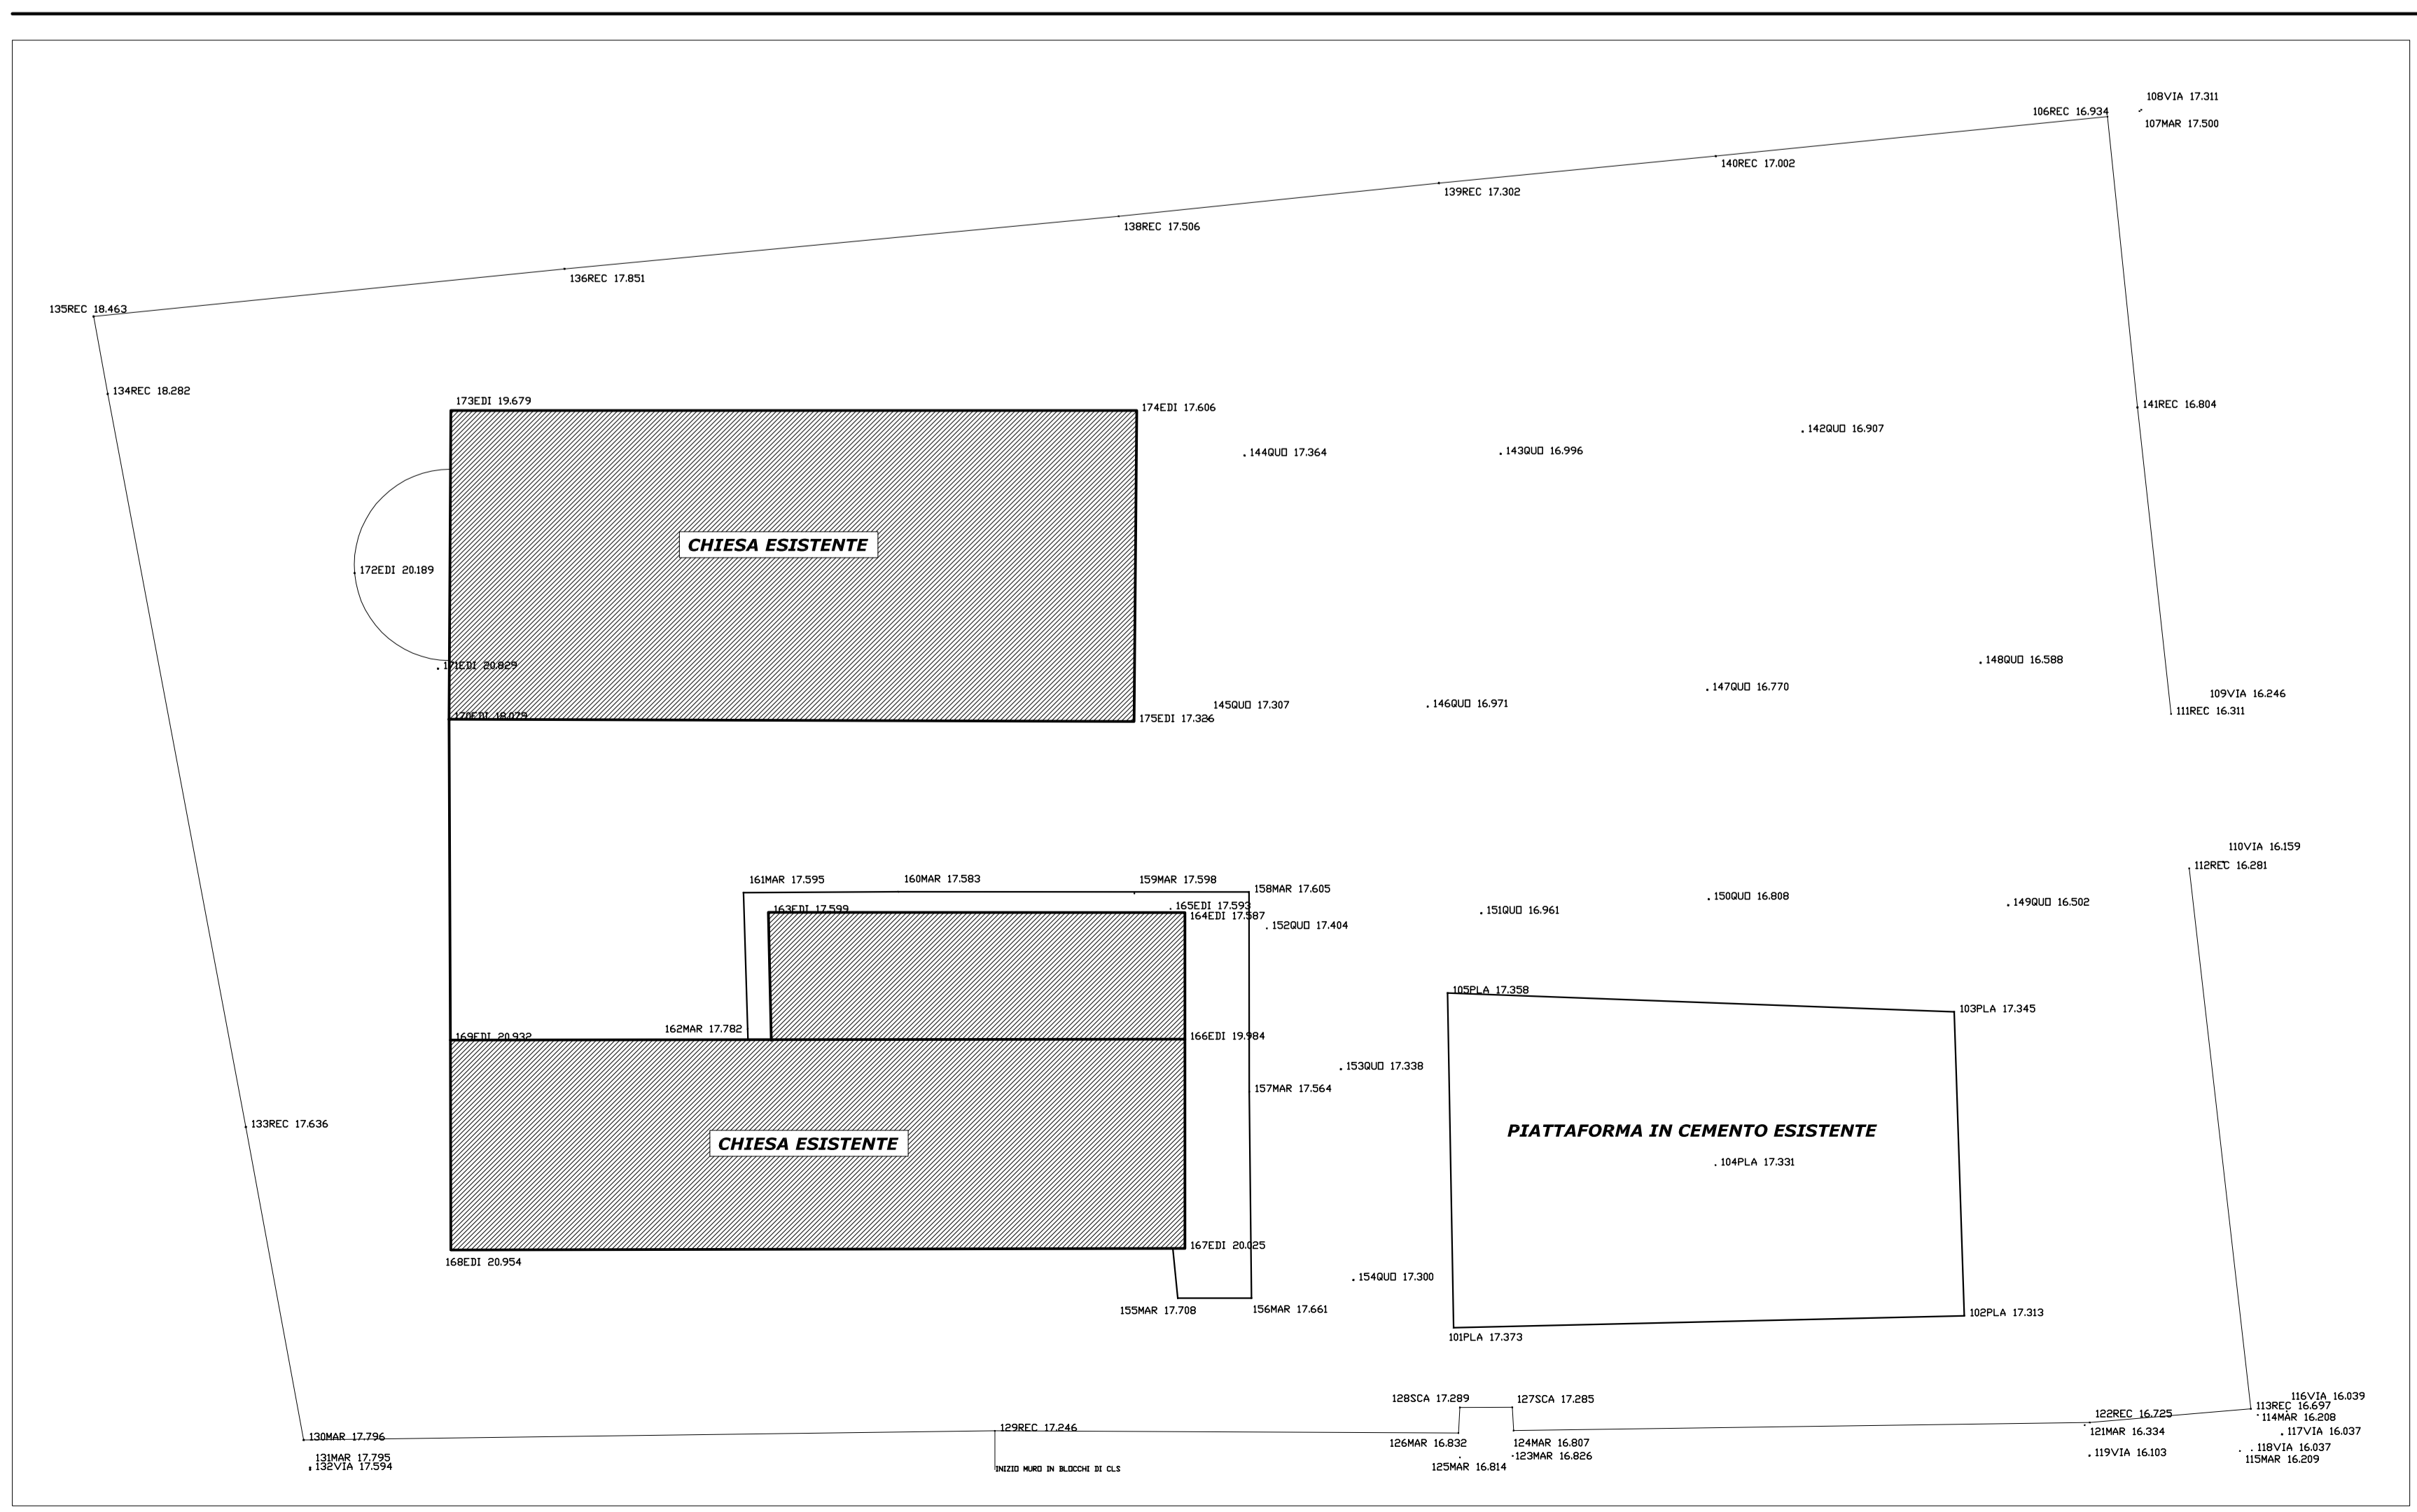 108VIA 17.311
106REC 16.934
107MAR 17.500
140REC 17.002
139REC 17.302
138REC 17.506
136REC 17.851
135REC 18.463
134REC 18.282
173EDI 19.679
174EDI 17.606
141REC 16.804
142QUO 16.907
144QUO 17.364
143QUO 16.996
CHIESA ESISTENTE
172EDI 20.189
171EDI 20.829
148QUO 16.588
147QUO 16.770
109VIA 16.246
145QUO 17.307
146QUO 16.971
111REC 16.311
170EDI 18.079
175EDI 17.326
110VIA 16.159
112REC 16.281
161MAR 17.595
160MAR 17.583
159MAR 17.598
158MAR 17.605
150QUO 16.808
149QUO 16.502
163EDI 17.599
165EDI 17.593
164EDI 17.587
151QUO 16.961
152QUO 17.404
105PLA 17.358
103PLA 17.345
162MAR 17.782
169EDI 20.932
166EDI 19.984
153QUO 17.338
157MAR 17.564
133REC 17.636
PIATTAFORMA IN CEMENTO ESISTENTE
CHIESA ESISTENTE
104PLA 17.331
167EDI 20.025
168EDI 20.954
154QUO 17.300
155MAR 17.708
156MAR 17.661
102PLA 17.313
101PLA 17.373
128SCA 17.289
127SCA 17.285
116VIA 16.039
113REC 16.697
122REC 16.725
114MAR 16.208
129REC 17.246
121MAR 16.334
117VIA 16.037
130MAR 17.796
126MAR 16.832
124MAR 16.807
118VIA 16.037
119VIA 16.103
123MAR 16.826
131MAR 17.795
115MAR 16.209
132VIA 17.594
125MAR 16.814
INIZIO MURO IN BLOCCHI DI CLS